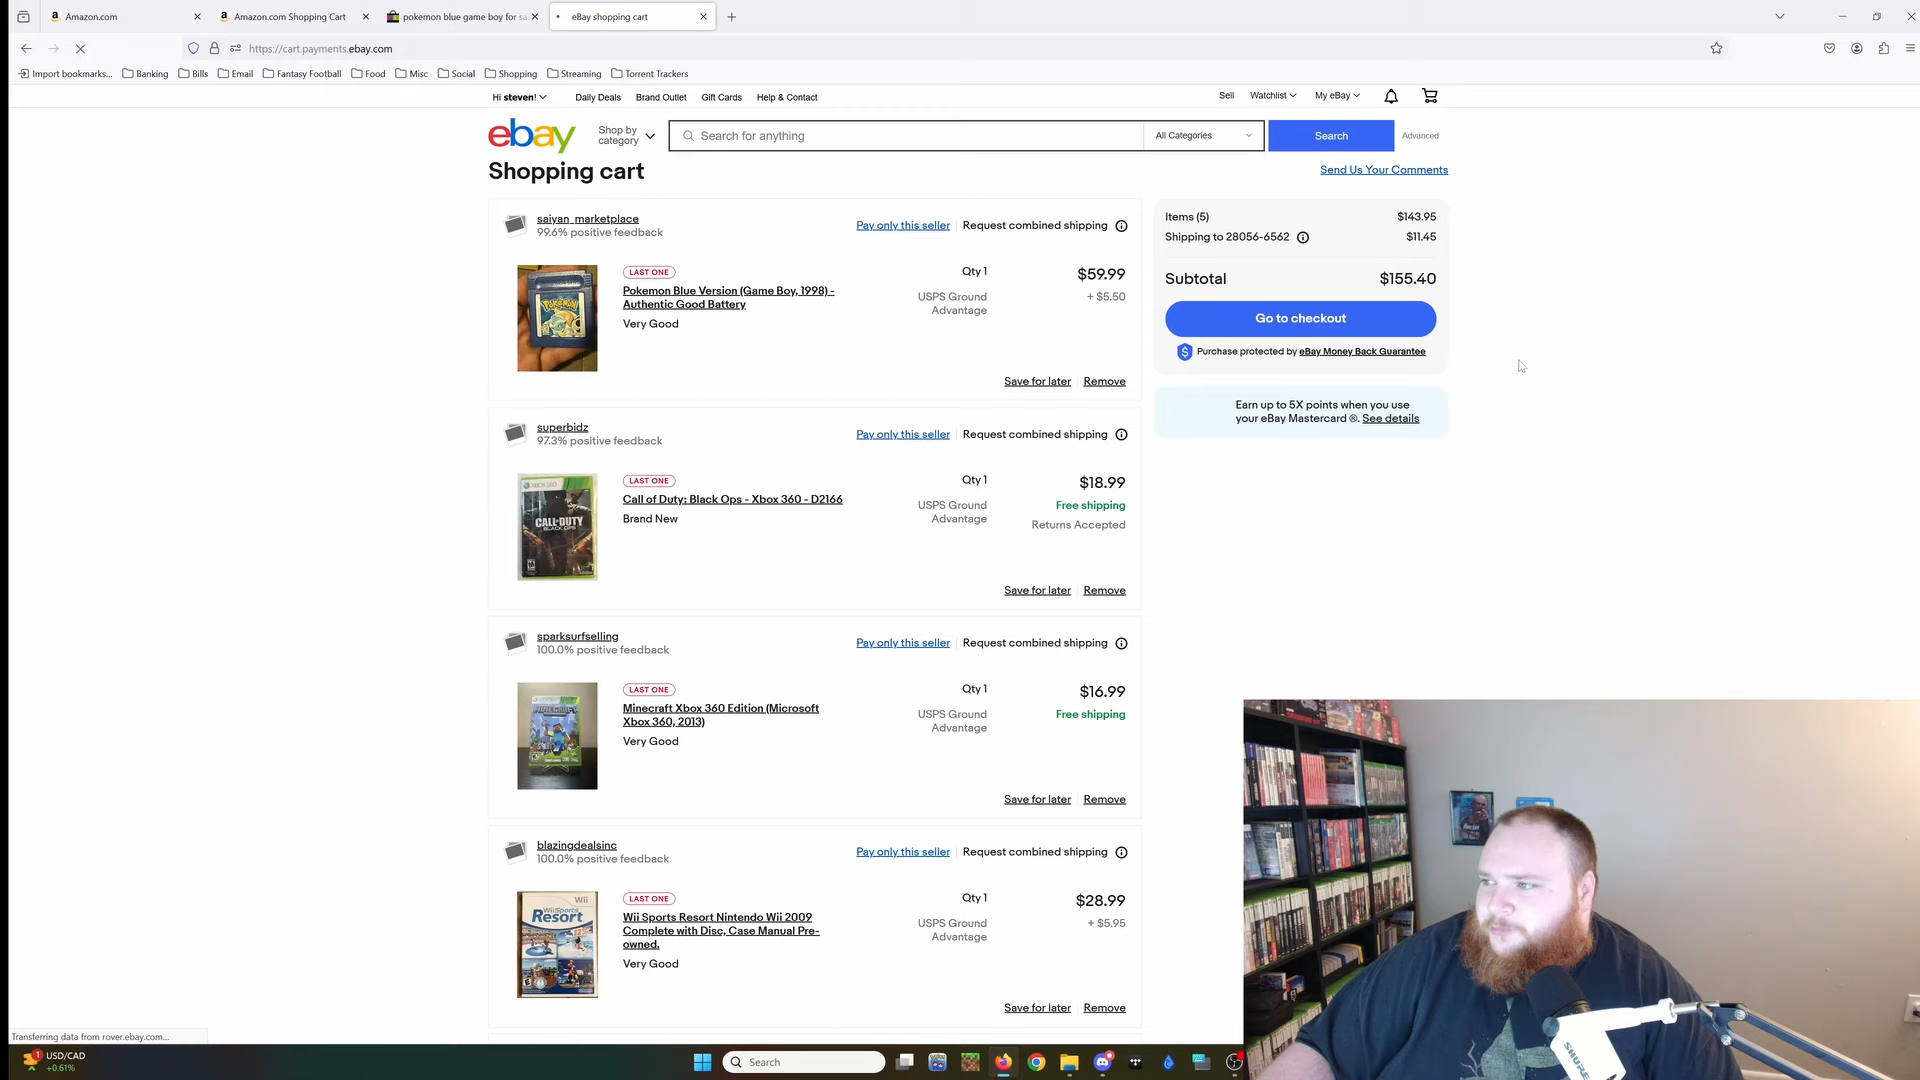 Amazon.com
Amazon.com Shopping Cart
pokemon blue game boy for sa
eBay shopping cart
https://cart.payments.ebay.com
Import bookmarks...
Banking
Bills
Email
Fantasy Football
Food
Misc
Social
Shopping
Streaming
Torrent Trackers
Hi steven!
Daily Deals
Brand Outlet
Gift Cards
Help & Contact
Sell
Watchlist
My eBay
ebay
Shop by
category
Search for anything
All Categories
Search
Advanced
Shopping cart
Send Us Your Comments
saiyan_marketplace
99.6% positive feedback
Pay only this seller
Request combined shipping
LAST ONE
Pokemon Blue Version (Game Boy, 1998) -
Authentic Good Battery
Very Good
Qty 1
USPS Ground
Advantage
$59.99
+ $5.50
Save for later
Remove
Items (5)
$143.95
Shipping to 28056-6562
$11.45
Subtotal
$155.40
Go to checkout
Purchase protected by eBay Money Back Guarantee
Earn up to 5X points when you use
your eBay Mastercard ®. See details
superbidz
97.3% positive feedback
Pay only this seller
Request combined shipping
XBOX 360
CALL OF DUTY
BLACK OPS
LAST ONE
Call of Duty: Black Ops - Xbox 360 - D2166
Brand New
Qty 1
USPS Ground
Advantage
$18.99
Free shipping
Returns Accepted
Save for later
Remove
sparksurfselling
100.0% positive feedback
Pay only this seller
Request combined shipping
MINECRAFT
LAST ONE
Minecraft Xbox 360 Edition (Microsoft
Xbox 360, 2013)
Very Good
Qty 1
USPS Ground
Advantage
$16.99
Free shipping
Save for later
Remove
blazingdealsinc
100.0% positive feedback
Pay only this seller
Request combined shipping
Wii
Wii Sports
Resort
LAST ONE
Wii Sports Resort Nintendo Wii 2009
Complete with Disc, Case Manual Pre-
owned.
Very Good
Qty 1
USPS Ground
Advantage
$28.99
+ $5.95
Save for later
Remove
SHURE
Transferring data from rover.ebay.com...
1
USD/CAD
+0.61%
Search